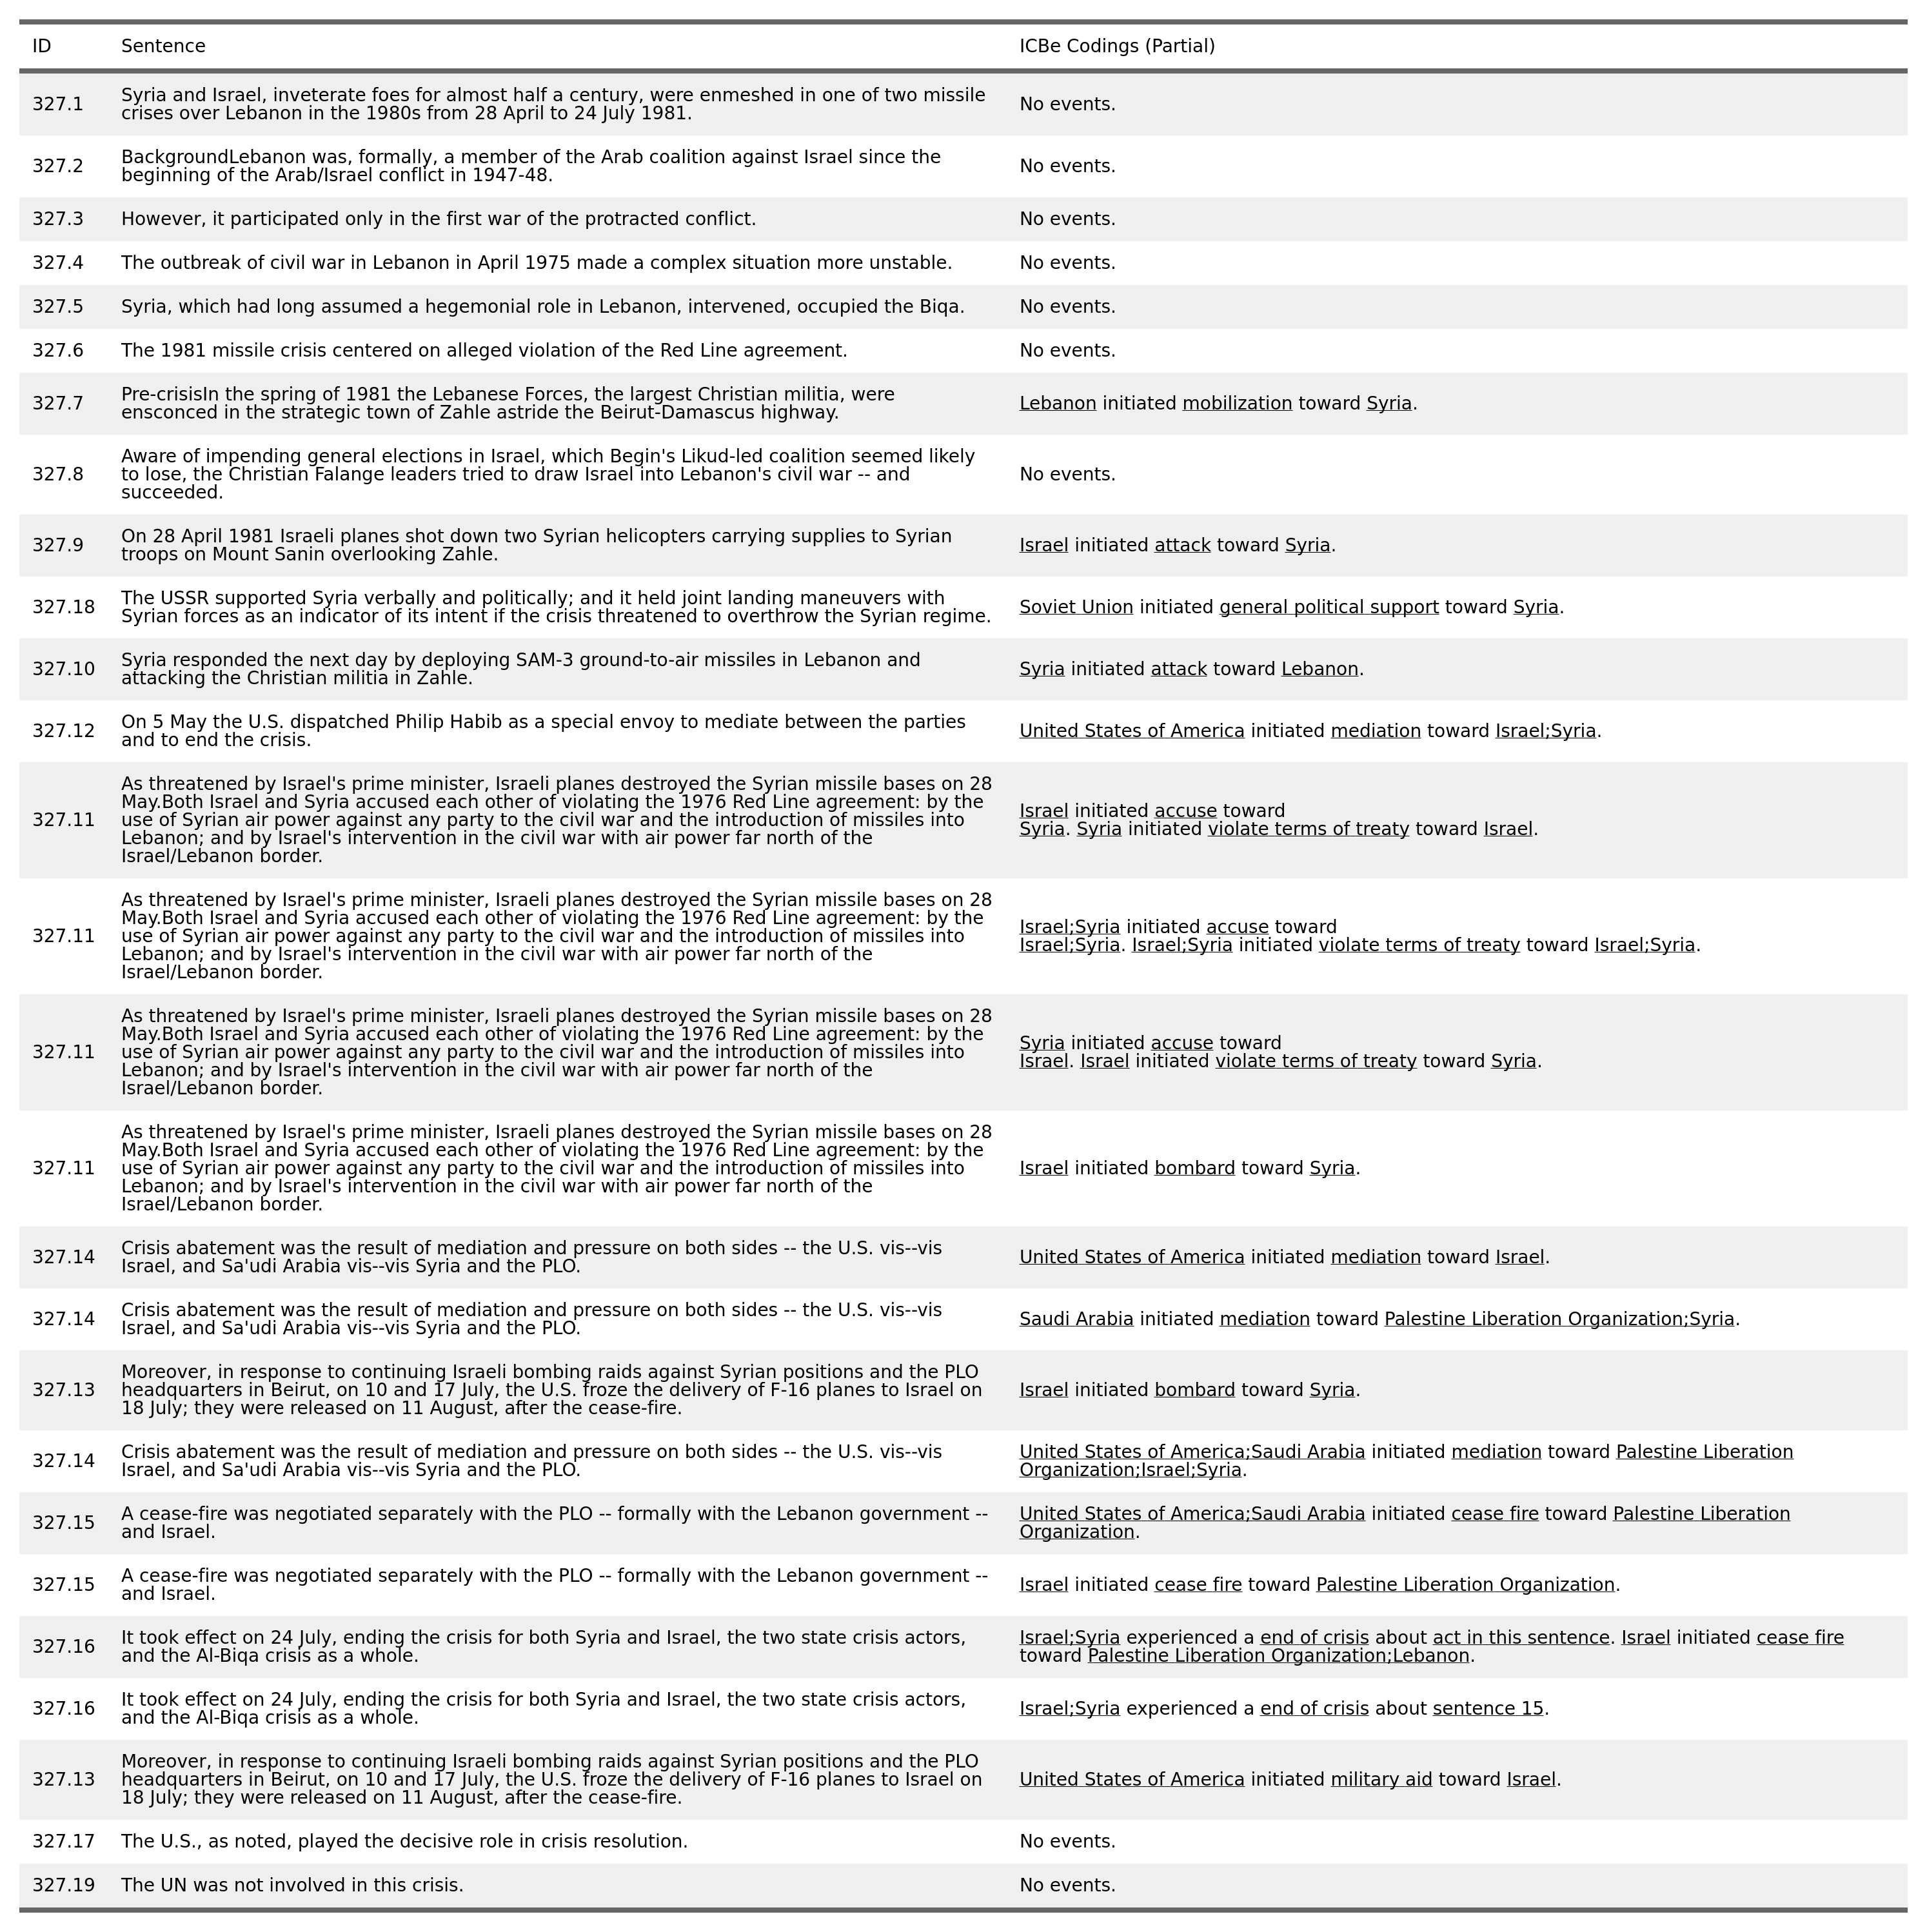 ID Sentence ICBe Codings (Partial)
327.1 Syria and Israel, inveterate foes for almost half a century, were enmeshed in one of two missile
crises over Lebanon in the 1980s from 28 April to 24 July 1981. No events.
327.2 BackgroundLebanon was, formally, a member of the Arab coalition against Israel since the
beginning of the Arab/Israel conflict in 1947-48. No events.
327.3 However, it participated only in the first war of the protracted conflict. No events.
327.4 The outbreak of civil war in Lebanon in April 1975 made a complex situation more unstable. No events.
327.5 Syria, which had long assumed a hegemonial role in Lebanon, intervened, occupied the Biqa. No events.
327.6 The 1981 missile crisis centered on alleged violation of the Red Line agreement. No events.
327.7 Pre-crisisIn the spring of 1981 the Lebanese Forces, the largest Christian militia, were
ensconced in the strategic town of Zahle astride the Beirut-Damascus highway. Lebanon initiated mobilization toward Syria.
327.8 Aware of impending general elections in Israel, which Begin's Likud-led coalition seemed likely
to lose, the Christian Falange leaders tried to draw Israel into Lebanon's civil war -- and
succeeded. No events.
327.9 On 28 April 1981 Israeli planes shot down two Syrian helicopters carrying supplies to Syrian
troops on Mount Sanin overlooking Zahle. Israel initiated attack toward Syria.
327.18 The USSR supported Syria verbally and politically; and it held joint landing maneuvers with
Syrian forces as an indicator of its intent if the crisis threatened to overthrow the Syrian regime. Soviet Union initiated general political support toward Syria.
327.10 Syria responded the next day by deploying SAM-3 ground-to-air missiles in Lebanon and
attacking the Christian militia in Zahle. Syria initiated attack toward Lebanon.
327.12 On 5 May the U.S. dispatched Philip Habib as a special envoy to mediate between the parties
and to end the crisis. United States of America initiated mediation toward Israel;Syria.
327.11 As threatened by Israel's prime minister, Israeli planes destroyed the Syrian missile bases on 28
May.Both Israel and Syria accused each other of violating the 1976 Red Line agreement: by the
use of Syrian air power against any party to the civil war and the introduction of missiles into
Lebanon; and by Israel's intervention in the civil war with air power far north of the
Israel/Lebanon border. Israel initiated accuse toward
Syria. Syria initiated violate terms of treaty toward Israel.
327.11 As threatened by Israel's prime minister, Israeli planes destroyed the Syrian missile bases on 28
May.Both Israel and Syria accused each other of violating the 1976 Red Line agreement: by the
use of Syrian air power against any party to the civil war and the introduction of missiles into
Lebanon; and by Israel's intervention in the civil war with air power far north of the
Israel/Lebanon border. Israel;Syria initiated accuse toward
Israel;Syria. Israel;Syria initiated violate terms of treaty toward Israel;Syria.
327.11 As threatened by Israel's prime minister, Israeli planes destroyed the Syrian missile bases on 28
May.Both Israel and Syria accused each other of violating the 1976 Red Line agreement: by the
use of Syrian air power against any party to the civil war and the introduction of missiles into
Lebanon; and by Israel's intervention in the civil war with air power far north of the
Israel/Lebanon border. Syria initiated accuse toward
Israel. Israel initiated violate terms of treaty toward Syria.
327.11 As threatened by Israel's prime minister, Israeli planes destroyed the Syrian missile bases on 28
May.Both Israel and Syria accused each other of violating the 1976 Red Line agreement: by the
use of Syrian air power against any party to the civil war and the introduction of missiles into
Lebanon; and by Israel's intervention in the civil war with air power far north of the
Israel/Lebanon border. Israel initiated bombard toward Syria.
327.14 Crisis abatement was the result of mediation and pressure on both sides -- the U.S. vis--vis
Israel, and Sa'udi Arabia vis--vis Syria and the PLO. United States of America initiated mediation toward Israel.
327.14 Crisis abatement was the result of mediation and pressure on both sides -- the U.S. vis--vis
Israel, and Sa'udi Arabia vis--vis Syria and the PLO. Saudi Arabia initiated mediation toward Palestine Liberation Organization;Syria.
327.13 Moreover, in response to continuing Israeli bombing raids against Syrian positions and the PLO
headquarters in Beirut, on 10 and 17 July, the U.S. froze the delivery of F-16 planes to Israel on
18 July; they were released on 11 August, after the cease-fire. Israel initiated bombard toward Syria.
327.14 Crisis abatement was the result of mediation and pressure on both sides -- the U.S. vis--vis
Israel, and Sa'udi Arabia vis--vis Syria and the PLO. United States of America;Saudi Arabia initiated mediation toward Palestine Liberation
Organization;Israel;Syria.
327.15 A cease-fire was negotiated separately with the PLO -- formally with the Lebanon government --
and Israel. United States of America;Saudi Arabia initiated cease fire toward Palestine Liberation
Organization.
327.15 A cease-fire was negotiated separately with the PLO -- formally with the Lebanon government --
and Israel. Israel initiated cease fire toward Palestine Liberation Organization.
327.16 It took effect on 24 July, ending the crisis for both Syria and Israel, the two state crisis actors,
and the Al-Biqa crisis as a whole. Israel;Syria experienced a end of crisis about act in this sentence. Israel initiated cease fire
toward Palestine Liberation Organization;Lebanon.
327.16 It took effect on 24 July, ending the crisis for both Syria and Israel, the two state crisis actors,
and the Al-Biqa crisis as a whole. Israel;Syria experienced a end of crisis about sentence 15.
327.13 Moreover, in response to continuing Israeli bombing raids against Syrian positions and the PLO
headquarters in Beirut, on 10 and 17 July, the U.S. froze the delivery of F-16 planes to Israel on
18 July; they were released on 11 August, after the cease-fire. United States of America initiated military aid toward Israel.
327.17 The U.S., as noted, played the decisive role in crisis resolution. No events.
327.19 The UN was not involved in this crisis. No events.